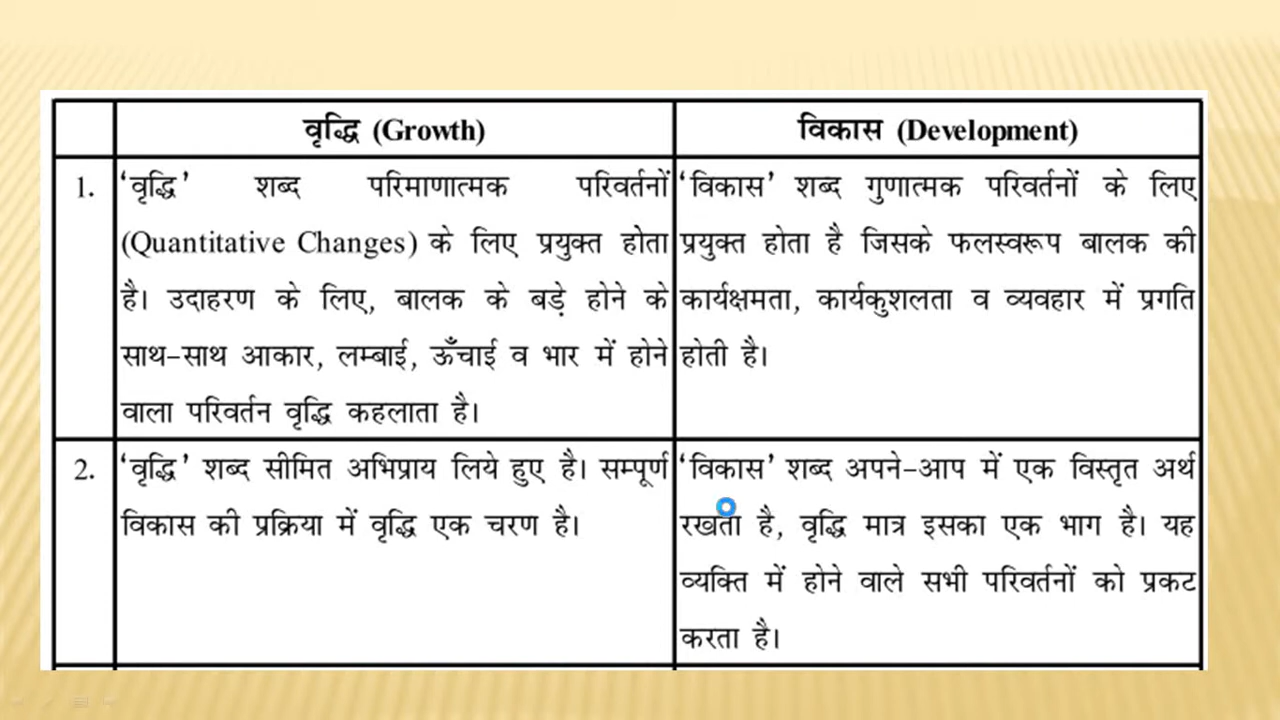 वृद्धि (Growth)
विकास (Development)
1.
‘वृद्धि’ शब्द परिमाणात्मक परिवर्तनों
(Quantitative Changes) के लिए प्रयुक्त होता
है। उदाहरण के लिए, बालक के बड़े होने के
साथ-साथ आकार, लम्बाई, ऊँचाई व भार में होने
वाला परिवर्तन वृद्धि कहलाता है।
‘विकास’ शब्द गुणात्मक परिवर्तनों के लिए
प्रयुक्त होता है जिसके फलस्वरूप बालक की
कार्यक्षमता, कार्यकुशलता व व्यवहार में प्रगति
होती है।
2.
‘वृद्धि’ शब्द सीमित अभिप्राय लिये हुए है। सम्पूर्ण
विकास की प्रक्रिया में वृद्धि एक चरण है।
‘विकास’ शब्द अपने-आप में एक विस्तृत अर्थ
रखता है, वृद्धि मात्र इसका एक भाग है। यह
व्यक्ति में होने वाले सभी परिवर्तनों को प्रकट
करता है।